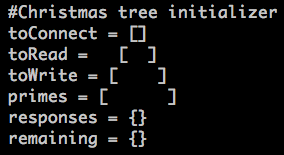 #Christmas tree initializer
toConnect = []
toRead =   [  ]
toWrite = [    ]
primes = [      ]
responses = {}
remaining = {}